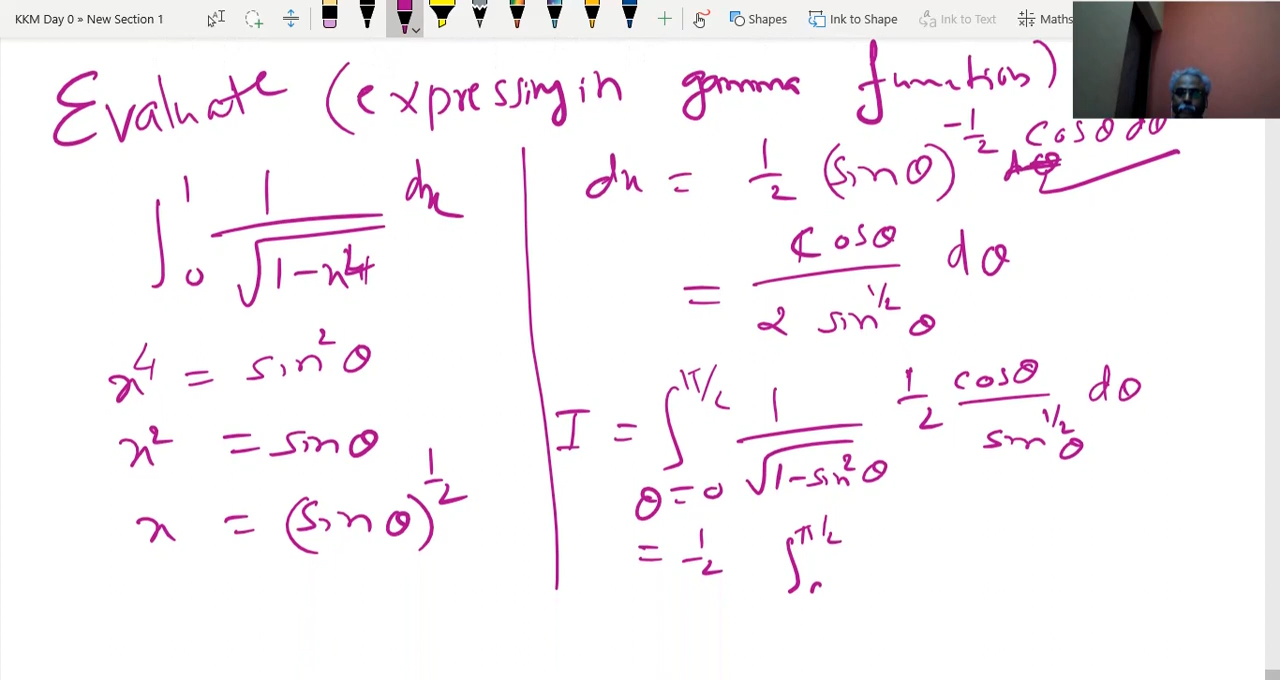 KKM Day 0 » New Section 1
Shapes
Ink to Shape
Ink to Text
Maths
Evaluate (expressing in gamma function)
∫₀¹ 1/√(1-x⁴) dx
x⁴ = sin²θ
x² = sinθ
x = (sinθ)^(1/2)
dx = 1/2 (sinθ)^(-1/2) cosθ dθ
= cosθ / (2 sin^(1/2) θ) dθ
I = ∫_(θ=0)^(π/2) 1/√(1-sin²θ) 1/2 cosθ/(sin^(1/2) θ) dθ
= 1/2 ∫₀^(π/2)